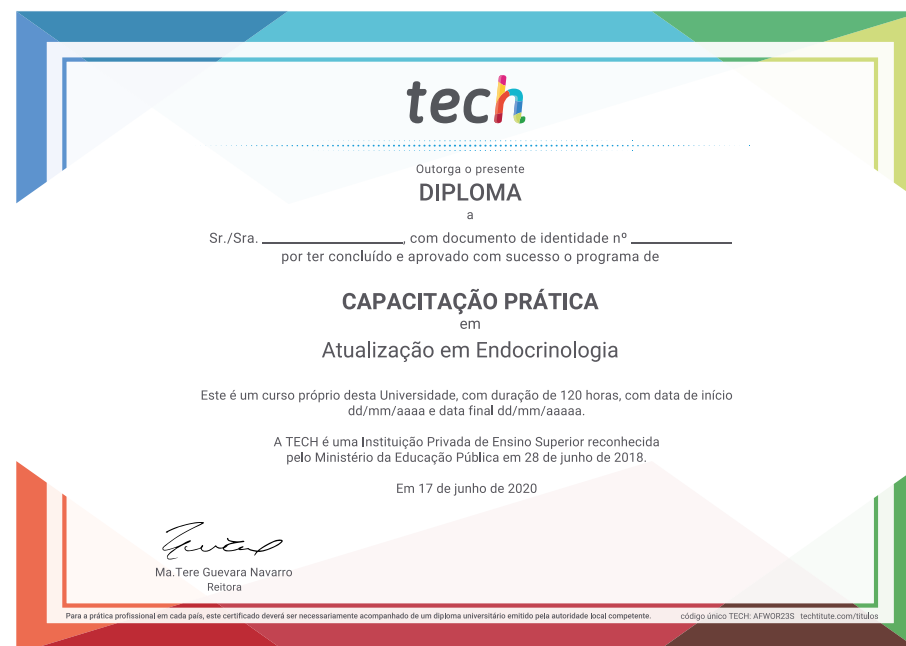 tech
Outorga o presente
DIPLOMA
a
Sr./Sra. ____________________, com documento de identidade nº ______________
por ter concluído e aprovado com sucesso o programa de
CAPACITAÇÃO PRÁTICA
em
Atualização em Endocrinologia
Este é um curso próprio desta Universidade, com duração de 120 horas, com data de início
dd/mm/aaaa e data final dd/mm/aaaaa.
A TECH é uma Instituição Privada de Ensino Superior reconhecida
pelo Ministério da Educação Pública em 28 de junho de 2018.
Em 17 de junho de 2020
Ma.Tere Guevara Navarro
Reitora
Para a prática profissional em cada país, este certificado deverá ser necessariamente acompanhado de um diploma universitário emitido pela autoridade local competente. código único TECH: AFWOR23S techtitute.com/titulos